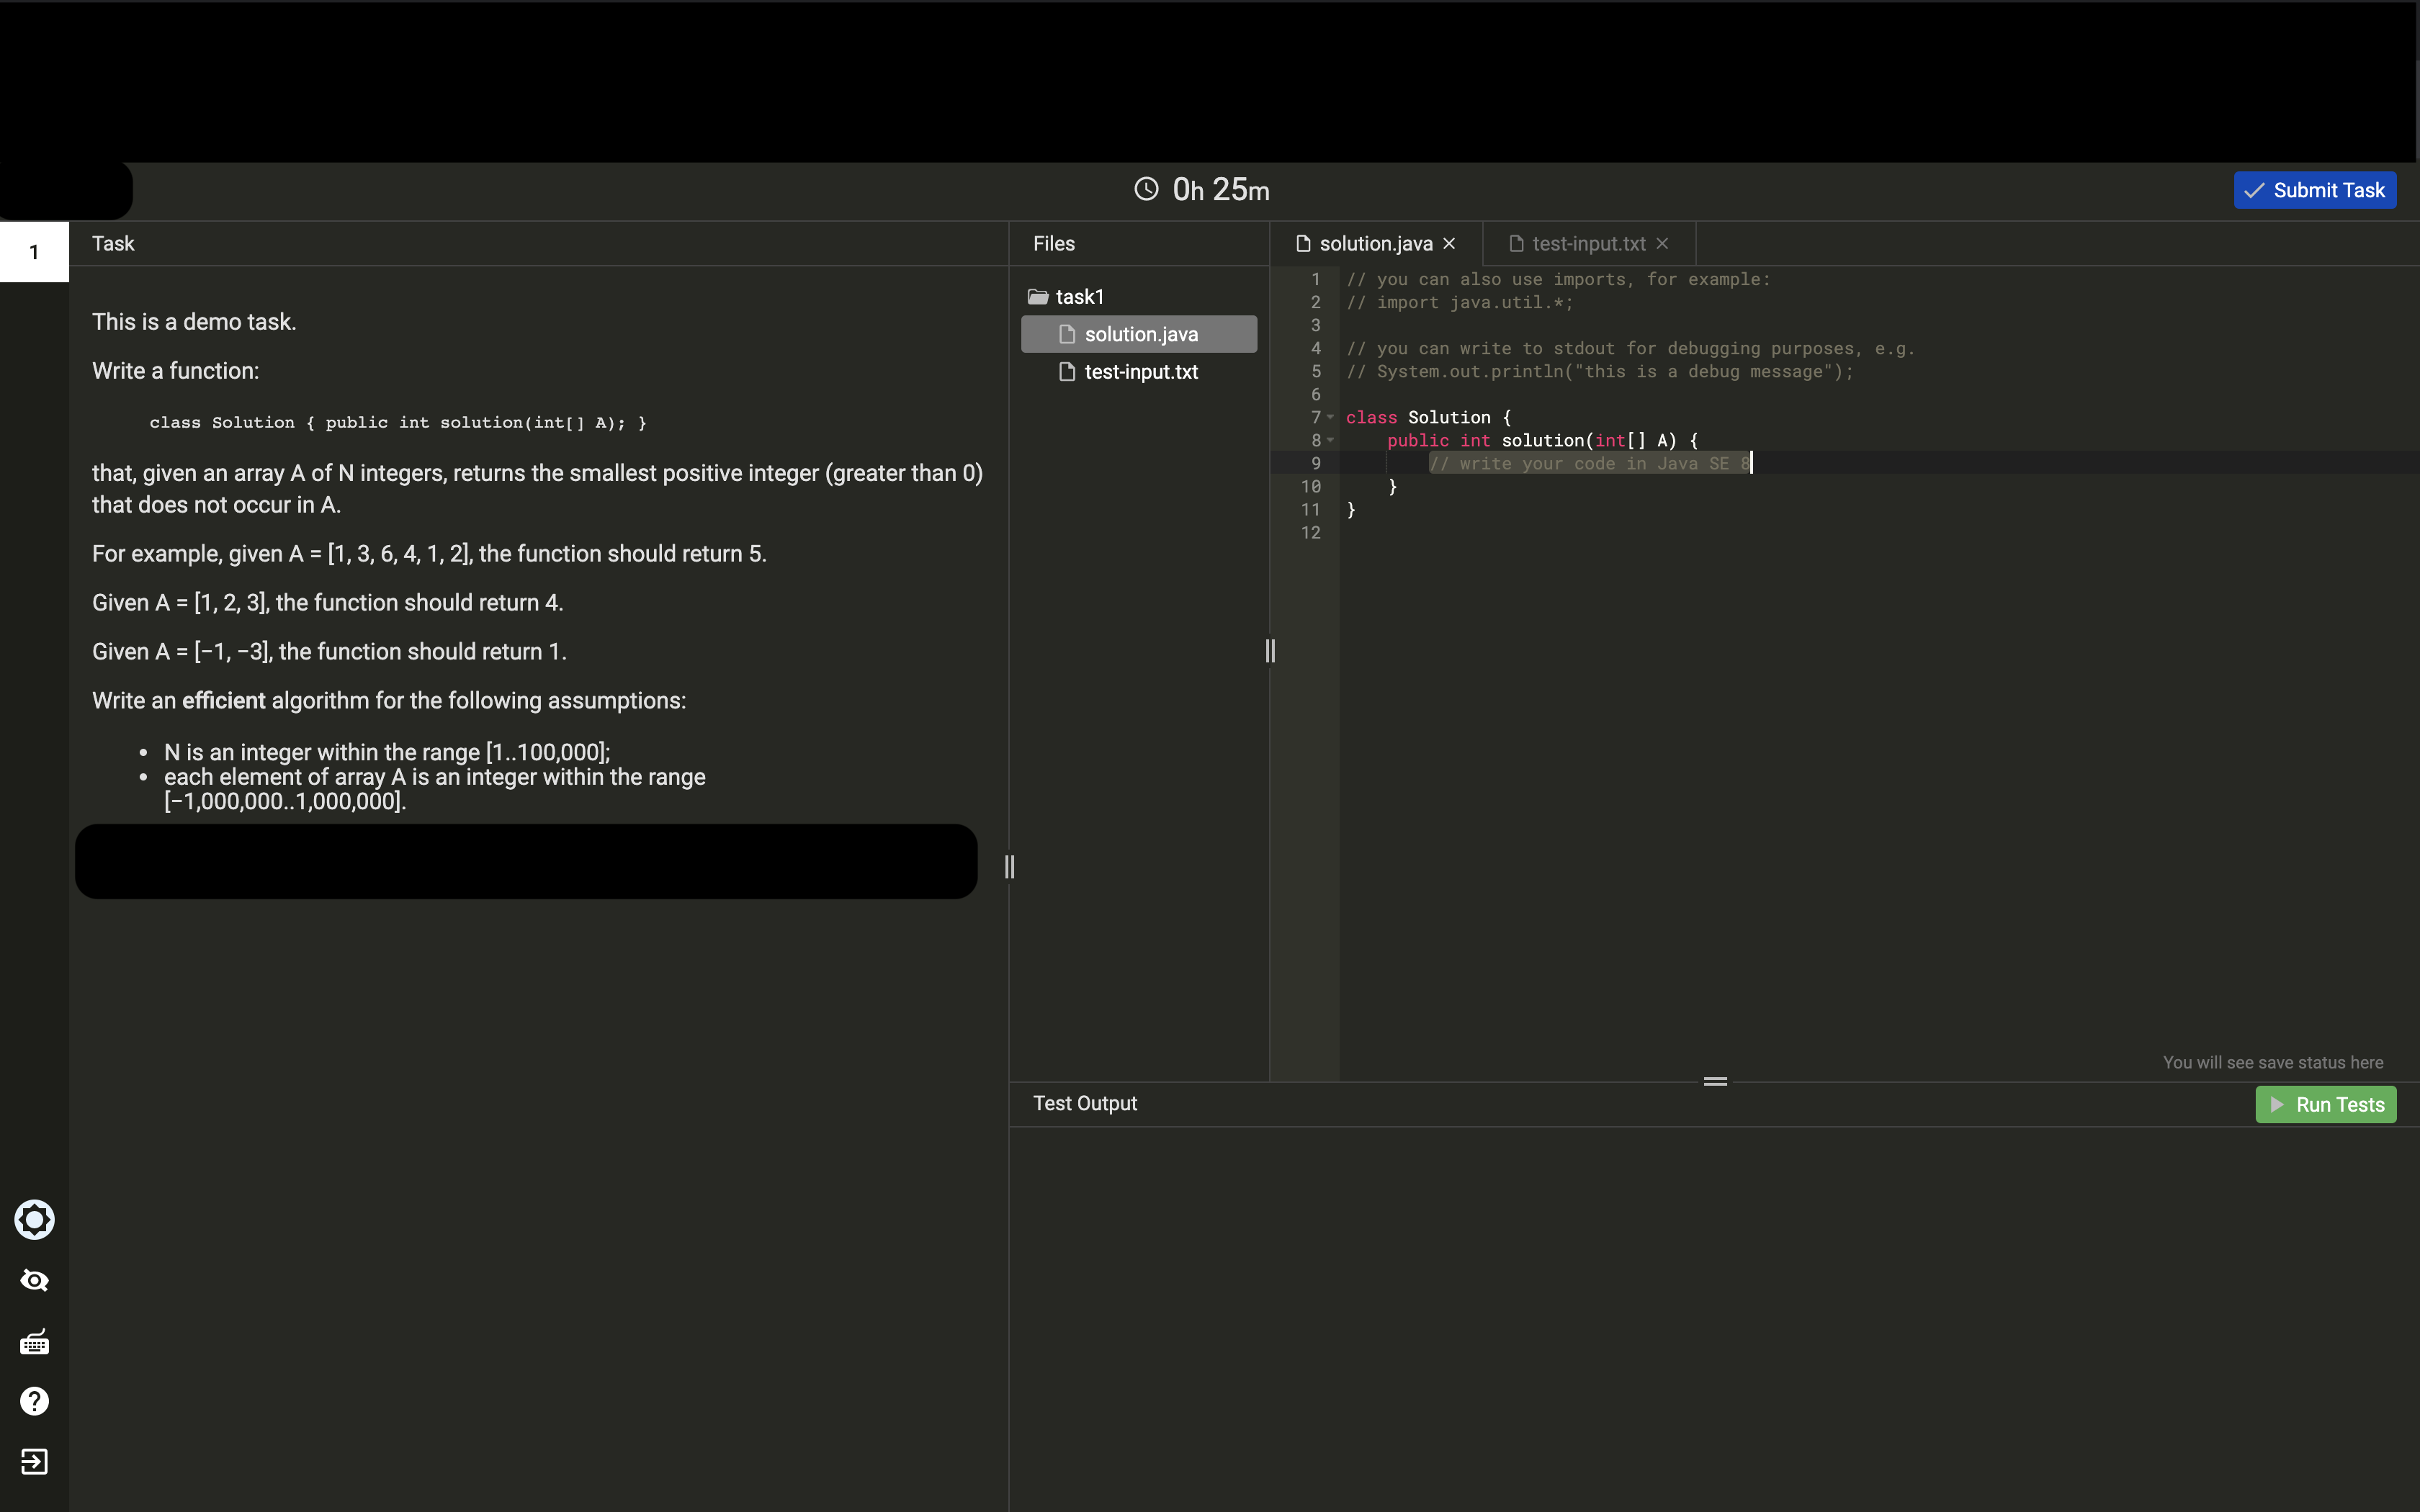 0h 25m
Submit Task
1
Task
This is a demo task.
Write a function:
class Solution { public int solution(int[] A); }
that, given an array A of N integers, returns the smallest positive integer (greater than 0)
that does not occur in A.
For example, given A = [1, 3, 6, 4, 1, 2], the function should return 5.
Given A = [1, 2, 3], the function should return 4.
Given A = [−1, −3], the function should return 1.
Write an efficient algorithm for the following assumptions:
• N is an integer within the range [1..100,000];
• each element of array A is an integer within the range
[−1,000,000..1,000,000].
Files
task1
solution.java
test-input.txt
solution.java × test-input.txt ×
1 // you can also use imports, for example:
2 // import java.util.*;
3
4 // you can write to stdout for debugging purposes, e.g.
5 // System.out.println("this is a debug message");
6
7 class Solution {
8     public int solution(int[] A) {
9         // write your code in Java SE 8
10     }
11 }
12
You will see save status here
Test Output
Run Tests